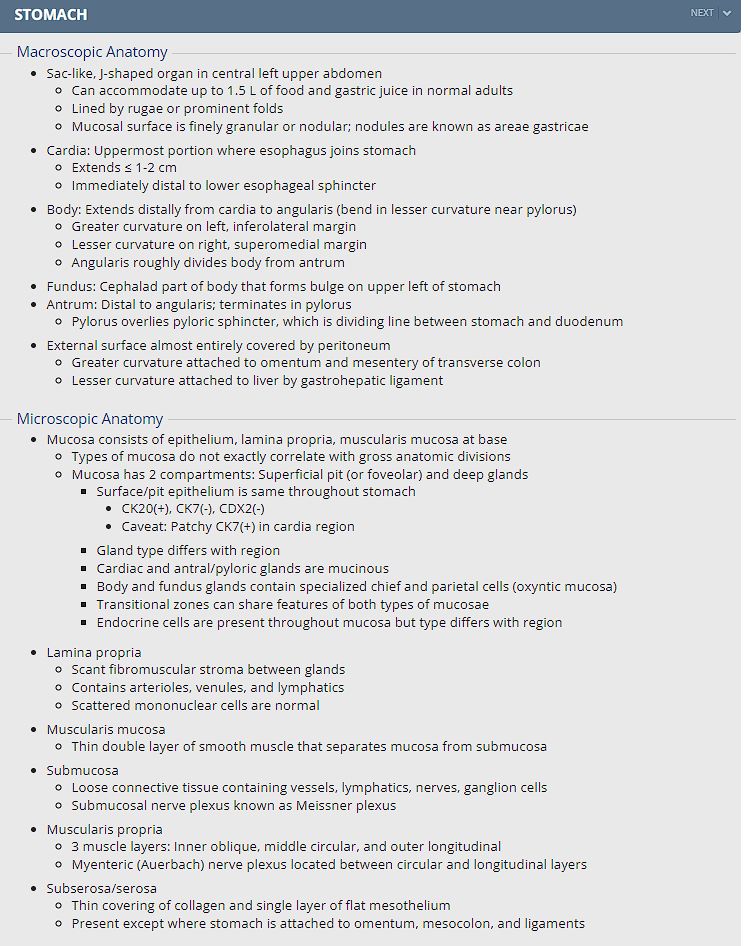 STOMACH
NEXT
Macroscopic Anatomy
Sac-like, J-shaped organ in central left upper abdomen
Can accommodate up to 1.5 L of food and gastric juice in normal adults
Lined by rugae or prominent folds
Mucosal surface is finely granular or nodular; nodules are known as areae gastricae
Cardia: Uppermost portion where esophagus joins stomach
Extends ≤ 1-2 cm
Immediately distal to lower esophageal sphincter
Body: Extends distally from cardia to angularis (bend in lesser curvature near pylorus)
Greater curvature on left, inferolateral margin
Lesser curvature on right, superomedial margin
Angularis roughly divides body from antrum
Fundus: Cephalad part of body that forms bulge on upper left of stomach
Antrum: Distal to angularis; terminates in pylorus
Pylorus overlies pyloric sphincter, which is dividing line between stomach and duodenum
External surface almost entirely covered by peritoneum
Greater curvature attached to omentum and mesentery of transverse colon
Lesser curvature attached to liver by gastrohepatic ligament
Microscopic Anatomy
Mucosa consists of epithelium, lamina propria, muscularis mucosa at base
Types of mucosa do not exactly correlate with gross anatomic divisions
Mucosa has 2 compartments: Superficial pit (or foveolar) and deep glands
Surface/pit epithelium is same throughout stomach
CK20(+), CK7(-), CDX2(-)
Caveat: Patchy CK7(+) in cardia region
Gland type differs with region
Cardiac and antral/pyloric glands are mucinous
Body and fundus glands contain specialized chief and parietal cells (oxyntic mucosa)
Transitional zones can share features of both types of mucosae
Endocrine cells are present throughout mucosa but type differs with region
Lamina propria
Scant fibromuscular stroma between glands
Contains arterioles, venules, and lymphatics
Scattered mononuclear cells are normal
Muscularis mucosa
Thin double layer of smooth muscle that separates mucosa from submucosa
Submucosa
Loose connective tissue containing vessels, lymphatics, nerves, ganglion cells
Submucosal nerve plexus known as Meissner plexus
Muscularis propria
3 muscle layers: Inner oblique, middle circular, and outer longitudinal
Myenteric (Auerbach) nerve plexus located between circular and longitudinal layers
Subserosa/serosa
Thin covering of collagen and single layer of flat mesothelium
Present except where stomach is attached to omentum, mesocolon, and ligaments